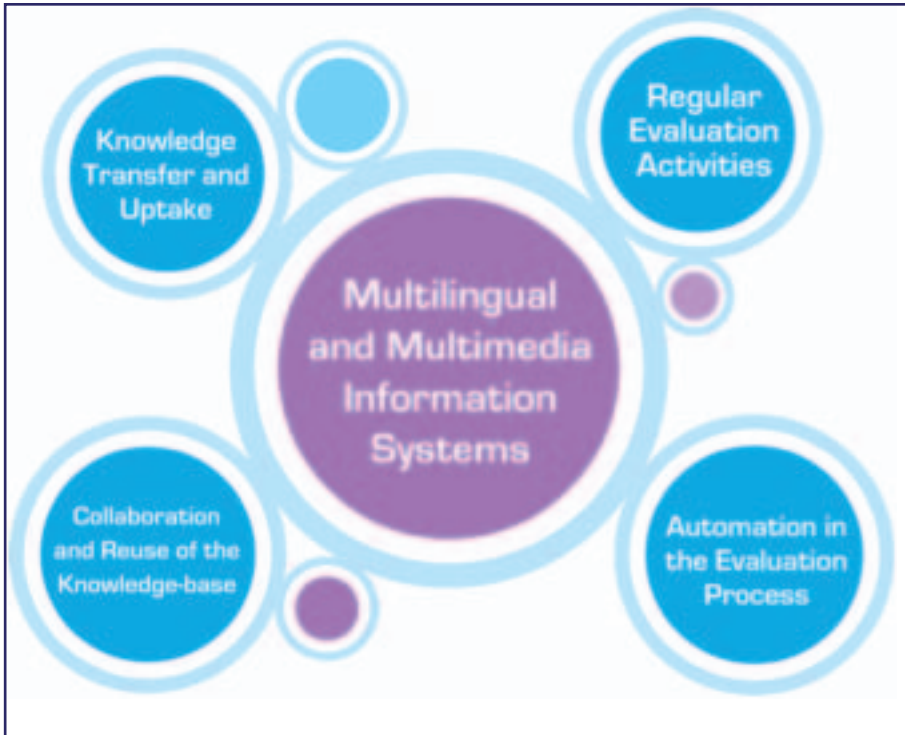 Knowledge
Transfer and
Uptake
Regular
Evaluation
Activities
Multilingual
and Multimedia
Information
Systems
Collaboration
and Reuse of the
Knowledge-base
Automation in
the Evaluation
Process